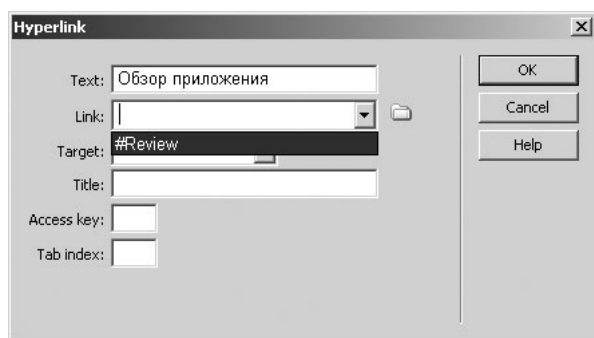 Hyperlink
Text: Обзор приложения
Link:
#Review
Target:
Title:
Access key:
Tab index:
OK
Cancel
Help